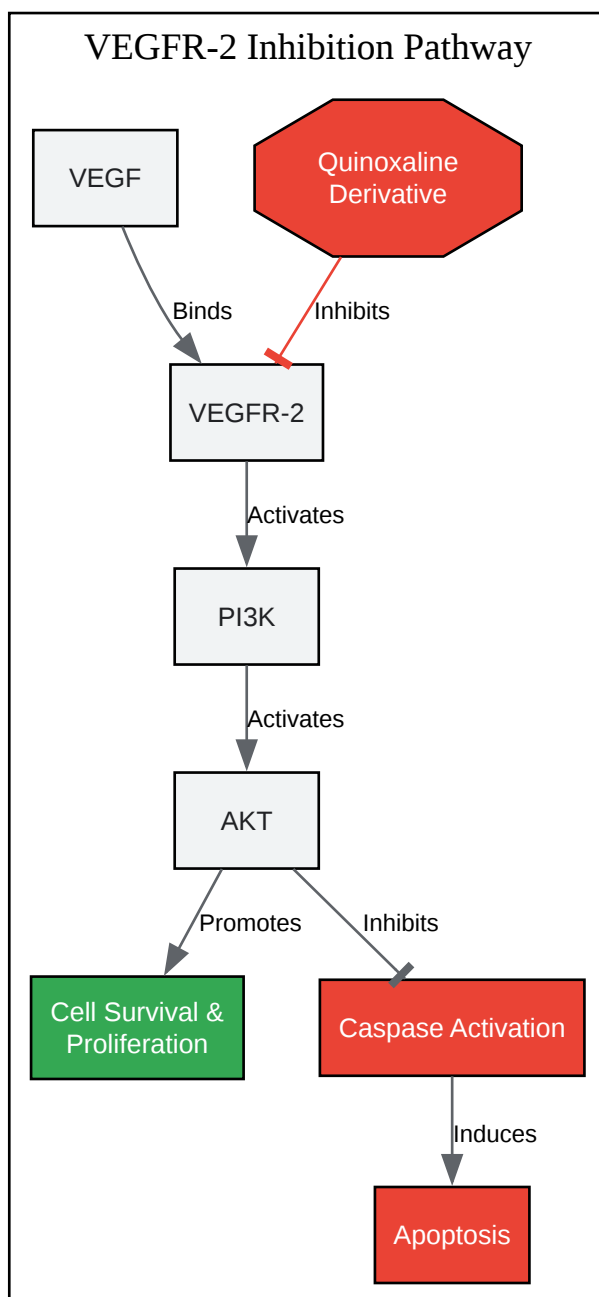 VEGFR-2 Inhibition Pathway
VEGF
Quinoxaline
Derivative
Binds
Inhibits
VEGFR-2
Activates
PI3K
Activates
AKT
Promotes
Inhibits
Cell Survival &
Proliferation
Caspase Activation
Induces
Apoptosis